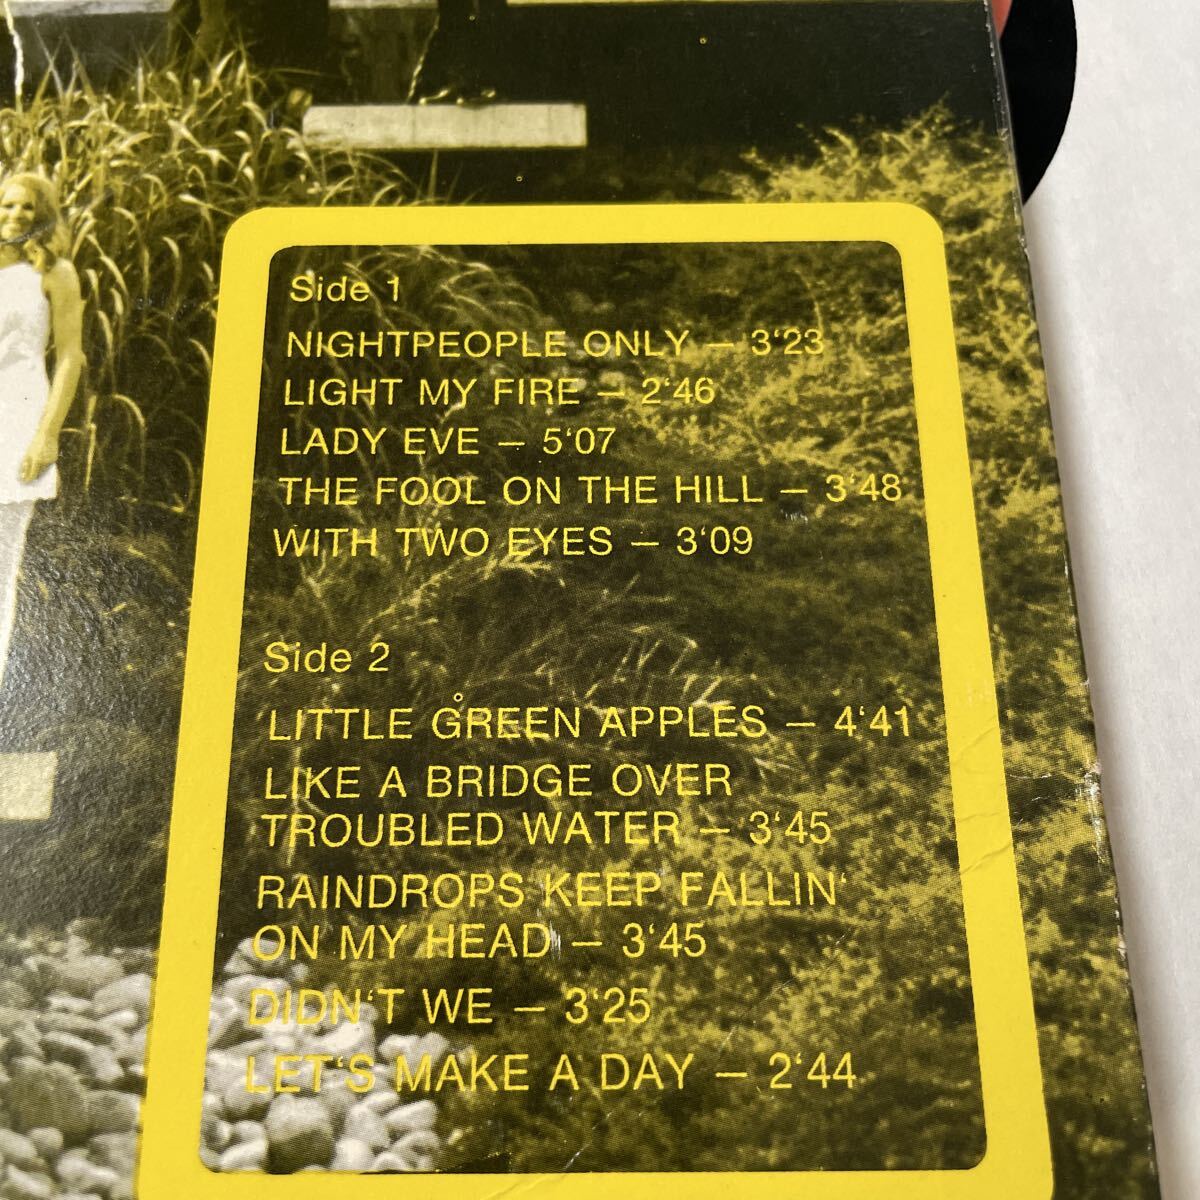 Side 1
NIGHTPEOPLE ONLY – 3'23
LIGHT MY FIRE – 2'46
LADY EVE – 5'07
THE FOOL ON THE HILL – 3'48
WITH TWO EYES – 3'09
Side 2
LITTLE GREEN APPLES – 4'41
LIKE A BRIDGE OVER
TROUBLED WATER – 3'45
RAINDROPS KEEP FALLIN'
ON MY HEAD – 3'45
DIDN'T WE – 3'25
LET'S MAKE A DAY – 2'44